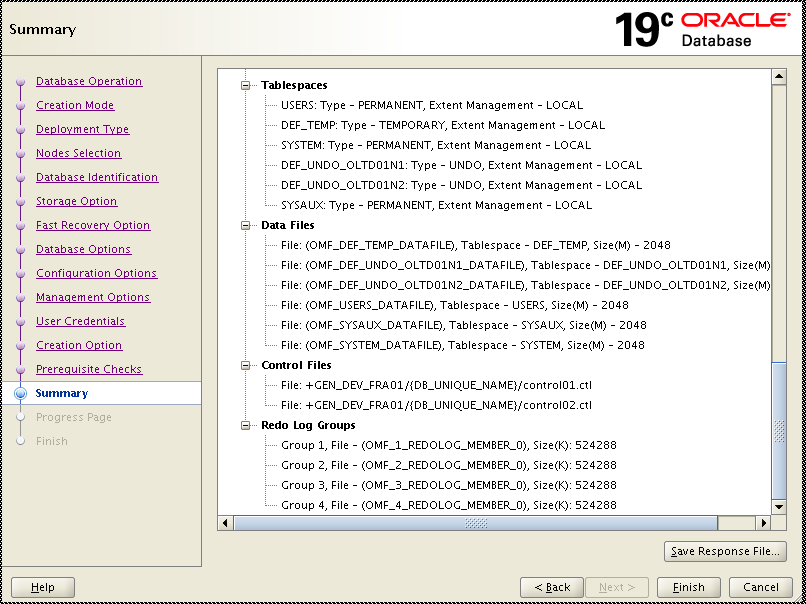 Summary
19c ORACLE
Database
Database Operation
Creation Mode
Deployment Type
Nodes Selection
Database Identification
Storage Option
Fast Recovery Option
Database Options
Configuration Options
Management Options
User Credentials
Creation Option
Prerequisite Checks
Summary
Progress Page
Finish
Tablespaces
USERS: Type - PERMANENT, Extent Management - LOCAL
DEF_TEMP: Type - TEMPORARY, Extent Management - LOCAL
SYSTEM: Type - PERMANENT, Extent Management - LOCAL
DEF_UNDO_OLTD01N1: Type - UNDO, Extent Management - LOCAL
DEF_UNDO_OLTD01N2: Type - UNDO, Extent Management - LOCAL
SYSAUX: Type - PERMANENT, Extent Management - LOCAL
Data Files
File: (OMF_DEF_TEMP_DATAFILE), Tablespace - DEF_TEMP, Size(M) - 2048
File: (OMF_DEF_UNDO_OLTD01N1_DATAFILE), Tablespace - DEF_UNDO_OLTD01N1, Size(M)
File: (OMF_DEF_UNDO_OLTD01N2_DATAFILE), Tablespace - DEF_UNDO_OLTD01N2, Size(M)
File: (OMF_USERS_DATAFILE), Tablespace - USERS, Size(M) - 2048
File: (OMF_SYSAUX_DATAFILE), Tablespace - SYSAUX, Size(M) - 2048
File: (OMF_SYSTEM_DATAFILE), Tablespace - SYSTEM, Size(M) - 2048
Control Files
File: +GEN_DEV_FRA01/{DB_UNIQUE_NAME}/control01.ctl
File: +GEN_DEV_FRA01/{DB_UNIQUE_NAME}/control02.ctl
Redo Log Groups
Group 1, File - (OMF_1_REDOLOG_MEMBER_0), Size(K): 524288
Group 2, File - (OMF_2_REDOLOG_MEMBER_0), Size(K): 524288
Group 3, File - (OMF_3_REDOLOG_MEMBER_0), Size(K): 524288
Group 4, File - (OMF_4_REDOLOG_MEMBER_0), Size(K): 524288
Save Response File...
Help
< Back
Next >
Finish
Cancel